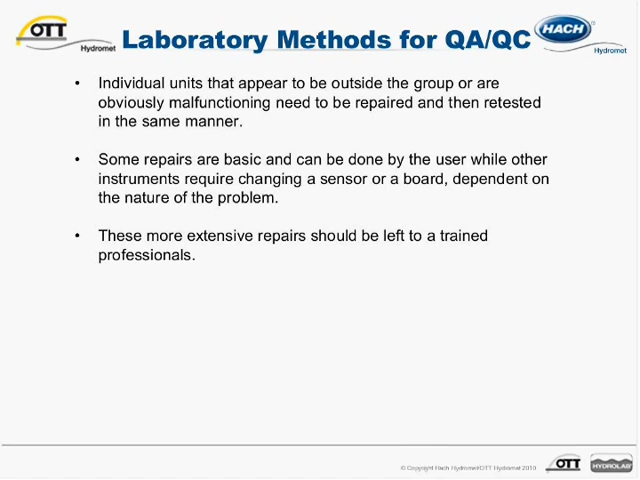 OTT
Hydromet
Laboratory Methods for QA/QC
HACH
Hydromet
• Individual units that appear to be outside the group or are
obviously malfunctioning need to be repaired and then retested
in the same manner.
• Some repairs are basic and can be done by the user while other
instruments require changing a sensor or a board, dependent on
the nature of the problem.
• These more extensive repairs should be left to a trained
professionals.
© Copyright Hach Hydromet/OTT Hydromet 2010
OTT
HYDROLAB